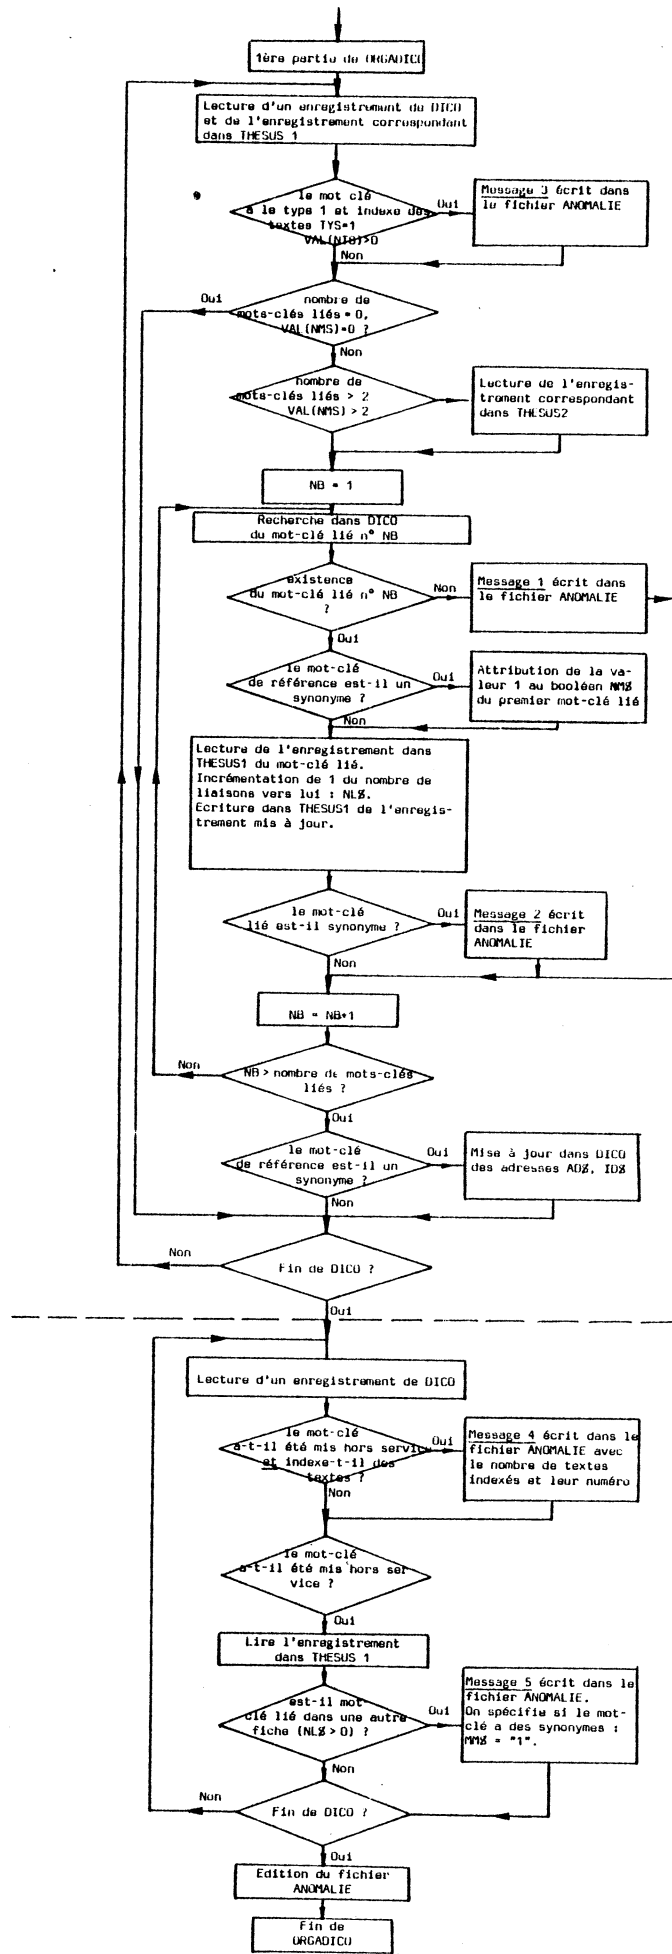 1ère partie de ORGADICO
Lecture d'un enregistrement du DICO
et de l'enregistrement correspondant
dans THESUS 1
le mot clé
a le type 1 et indexe des
textes TYS=1
VAL(NTS)>0
Oui
Message 3 écrit dans
le fichier ANOMALIE
Non
nombre de
mots-clés liés = 0,
VAL(NMS)=0 ?
Oui
Non
nombre de
mots-clés liés > 2
VAL(NMS) > 2
Lecture de l'enregis-
trement correspondant
dans THESUS2
NB = 1
Recherche dans DICO
du mot-clé lié n° NB
existence
du mot-clé lié n° NB
?
Non
Message 1 écrit dans
le fichier ANOMALIE
Oui
le mot-clé
de référence est-il un
synonyme ?
Oui
Attribution de la va-
leur 1 au booléen NM$
du premier mot-clé lié
Non
Lecture de l'enregistrement dans
THESUS1 du mot-clé lié.
Incrémentation de 1 du nombre de
liaisons vers lui : NL$.
Ecriture dans THESUS1 de l'enregis-
trement mis à jour.
le mot-clé
lié est-il synonyme ?
Oui
Message 2 écrit
dans le fichier
ANOMALIE
Non
NB = NB+1
NB > nombre de mots-clés
liés ?
Non
Oui
le mot-clé
de référence est-il un
synonyme ?
Oui
Mise à jour dans DICO
des adresses AD$, ID$
Non
Fin de DICO ?
Non
Oui
Lecture d'un enregistrement de DICO
le mot-clé
a-t-il été mis hors service
et indexe-t-il des
textes ?
Oui
Message 4 écrit dans le
fichier ANOMALIE avec
le nombre de textes
indexés et leur numéro
Non
le mot-clé
a-t-il été mis hors ser
vice ?
Oui
Lire l'enregistrement
dans THESUS 1
est-il mot-
clé lié dans une autre
fiche (NL$ > 0) ?
Oui
Message 5 écrit dans le
fichier ANOMALIE.
On spécifie si le mot-
clé a des synonymes :
MM$ = "1".
Non
Fin de DICO ?
Non
Oui
Edition du fichier
ANOMALIE
Fin de
ORGADICO